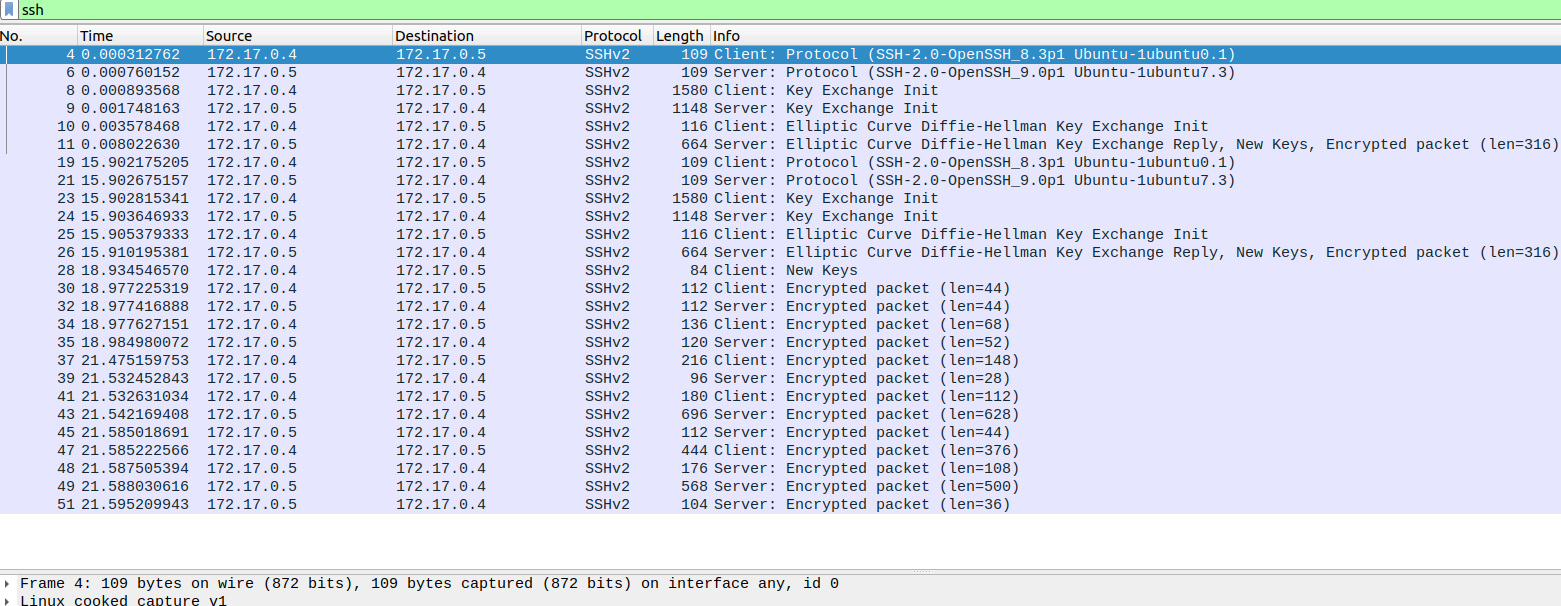 ssh
No. Time Source Destination Protocol Length Info
4 0.000312762 172.17.0.4 172.17.0.5 SSHv2 109 Client: Protocol (SSH-2.0-OpenSSH_8.3p1 Ubuntu-1ubuntu0.1)
6 0.000760152 172.17.0.5 172.17.0.4 SSHv2 109 Server: Protocol (SSH-2.0-OpenSSH_9.0p1 Ubuntu-1ubuntu7.3)
8 0.000893568 172.17.0.4 172.17.0.5 SSHv2 1580 Client: Key Exchange Init
9 0.001748163 172.17.0.5 172.17.0.4 SSHv2 1148 Server: Key Exchange Init
10 0.003578468 172.17.0.4 172.17.0.5 SSHv2 116 Client: Elliptic Curve Diffie-Hellman Key Exchange Init
11 0.008022630 172.17.0.5 172.17.0.4 SSHv2 664 Server: Elliptic Curve Diffie-Hellman Key Exchange Reply, New Keys, Encrypted packet (len=316)
19 15.902175205 172.17.0.4 172.17.0.5 SSHv2 109 Client: Protocol (SSH-2.0-OpenSSH_8.3p1 Ubuntu-1ubuntu0.1)
21 15.902675157 172.17.0.5 172.17.0.4 SSHv2 109 Server: Protocol (SSH-2.0-OpenSSH_9.0p1 Ubuntu-1ubuntu7.3)
23 15.902815341 172.17.0.4 172.17.0.5 SSHv2 1580 Client: Key Exchange Init
24 15.903646933 172.17.0.5 172.17.0.4 SSHv2 1148 Server: Key Exchange Init
25 15.905379333 172.17.0.4 172.17.0.5 SSHv2 116 Client: Elliptic Curve Diffie-Hellman Key Exchange Init
26 15.910195381 172.17.0.5 172.17.0.4 SSHv2 664 Server: Elliptic Curve Diffie-Hellman Key Exchange Reply, New Keys, Encrypted packet (len=316)
28 18.934546570 172.17.0.4 172.17.0.5 SSHv2 84 Client: New Keys
30 18.977225319 172.17.0.4 172.17.0.5 SSHv2 112 Client: Encrypted packet (len=44)
32 18.977416888 172.17.0.5 172.17.0.4 SSHv2 112 Server: Encrypted packet (len=44)
34 18.977627151 172.17.0.4 172.17.0.5 SSHv2 136 Client: Encrypted packet (len=68)
35 18.984980072 172.17.0.5 172.17.0.4 SSHv2 120 Server: Encrypted packet (len=52)
37 21.475159753 172.17.0.4 172.17.0.5 SSHv2 216 Client: Encrypted packet (len=148)
39 21.532452843 172.17.0.5 172.17.0.4 SSHv2 96 Server: Encrypted packet (len=28)
41 21.532631034 172.17.0.4 172.17.0.5 SSHv2 180 Client: Encrypted packet (len=112)
43 21.542169408 172.17.0.5 172.17.0.4 SSHv2 696 Server: Encrypted packet (len=628)
45 21.585018691 172.17.0.5 172.17.0.4 SSHv2 112 Server: Encrypted packet (len=44)
47 21.585222566 172.17.0.4 172.17.0.5 SSHv2 444 Client: Encrypted packet (len=376)
48 21.587505394 172.17.0.5 172.17.0.4 SSHv2 176 Server: Encrypted packet (len=108)
49 21.588030616 172.17.0.5 172.17.0.4 SSHv2 568 Server: Encrypted packet (len=500)
51 21.595209943 172.17.0.5 172.17.0.4 SSHv2 104 Server: Encrypted packet (len=36)
Frame 4: 109 bytes on wire (872 bits), 109 bytes captured (872 bits) on interface any, id 0
Linux cooked capture v1